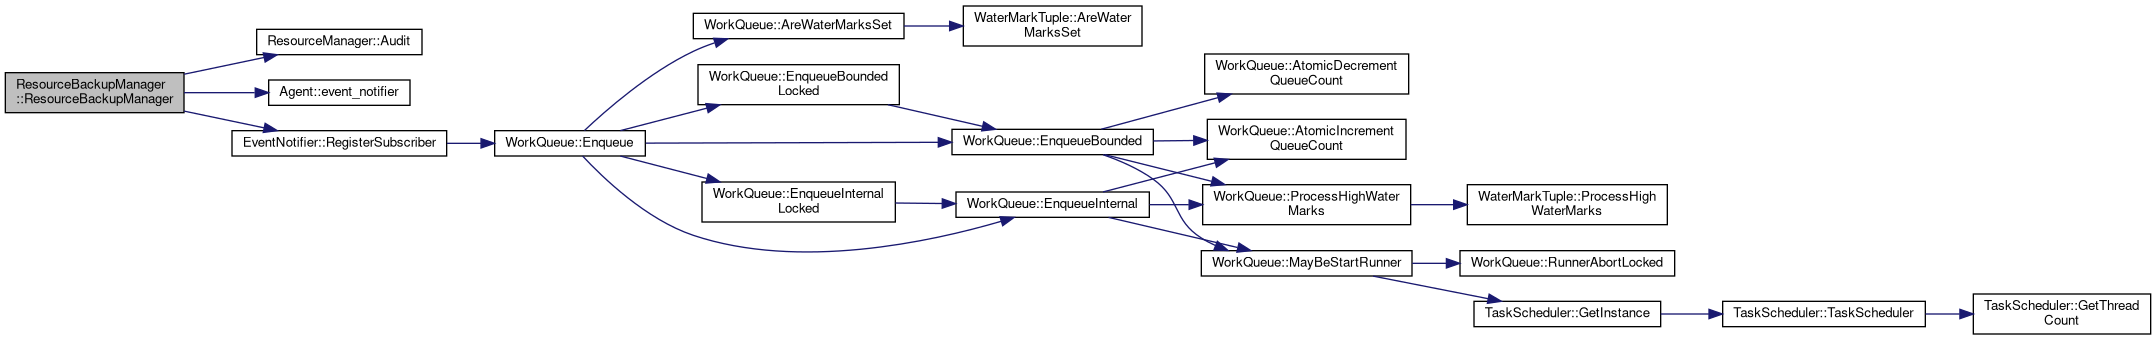 ResourceBackupManager
::ResourceBackupManager
ResourceManager::Audit
Agent::event_notifier
EventNotifier::RegisterSubscriber
WorkQueue::Enqueue
WorkQueue::AreWaterMarksSet
WaterMarkTuple::AreWater
MarksSet
WorkQueue::EnqueueBounded
Locked
WorkQueue::EnqueueBounded
WorkQueue::EnqueueInternal
Locked
WorkQueue::EnqueueInternal
WorkQueue::AtomicDecrement
QueueCount
WorkQueue::AtomicIncrement
QueueCount
WorkQueue::ProcessHighWater
Marks
WaterMarkTuple::ProcessHigh
WaterMarks
WorkQueue::MayBeStartRunner
WorkQueue::RunnerAbortLocked
TaskScheduler::GetInstance
TaskScheduler::TaskScheduler
TaskScheduler::GetThread
Count